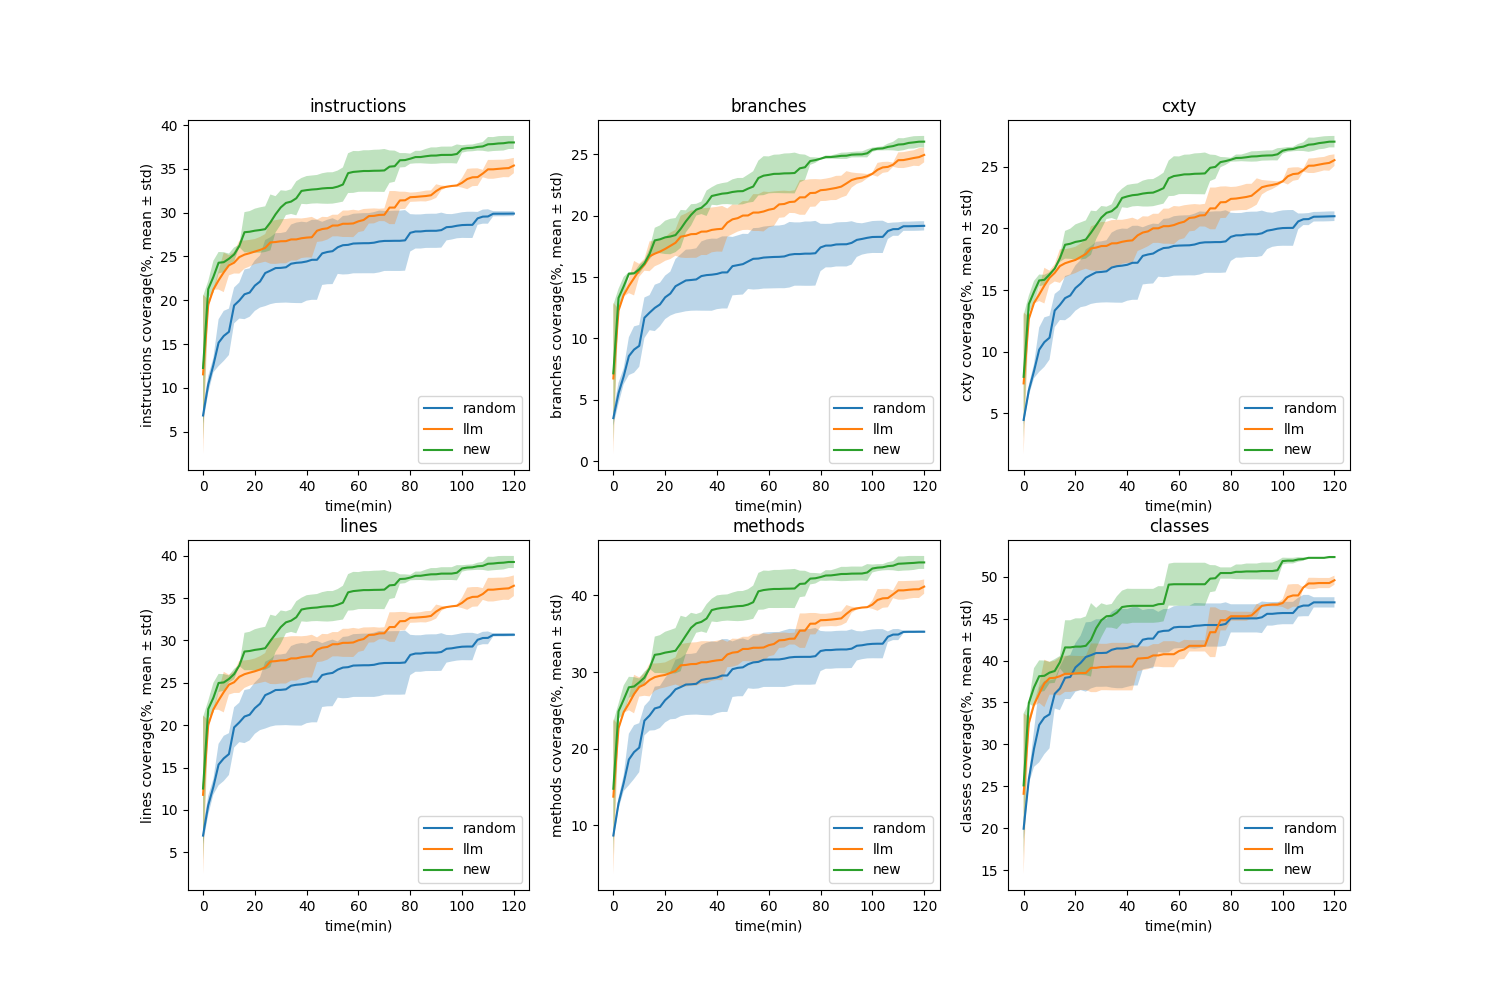 instructions
instructions coverage(%, mean ± std)
40
35
30
25
20
15
10
5
0 20 40 60 80 100 120
time(min)
random
llm
new
branches
branches coverage(%, mean ± std)
25
20
15
10
5
0
0 20 40 60 80 100 120
time(min)
random
llm
new
cxty
cxty coverage(%, mean ± std)
25
20
15
10
5
0 20 40 60 80 100 120
time(min)
random
llm
new
lines
lines coverage(%, mean ± std)
40
35
30
25
20
15
10
5
0 20 40 60 80 100 120
time(min)
random
llm
new
methods
methods coverage(%, mean ± std)
40
30
20
10
0 20 40 60 80 100 120
time(min)
random
llm
new
classes
classes coverage(%, mean ± std)
50
45
40
35
30
25
20
15
0 20 40 60 80 100 120
time(min)
random
llm
new